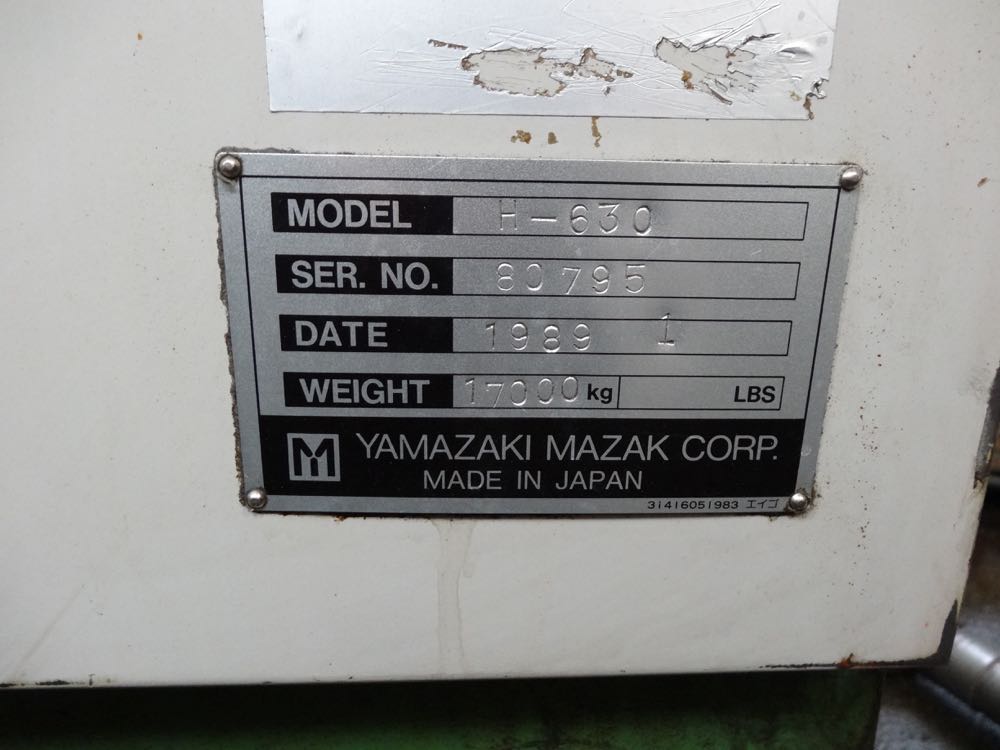 MODEL H-630
SER. NO. 80795
DATE 1989 1
WEIGHT 17000 kg LBS
YAMAZAKI MAZAK CORP.
MADE IN JAPAN
31416051983 エイゴ